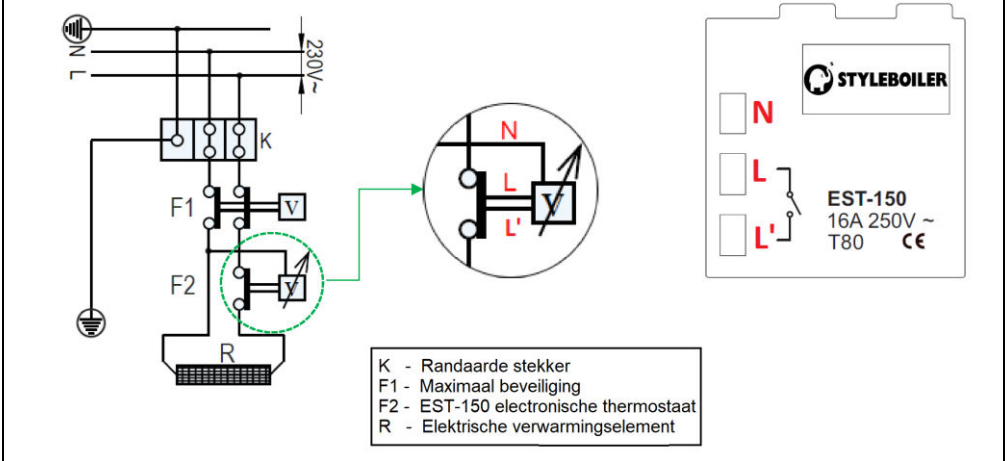 N
L
230V~
K
F1
V
F2
V
R
N
L
V
L'
STYLEBOILER
N
L
L'
EST-150
16A 250V ~
T80 CE
K - Randaarde stekker
F1 - Maximaal beveiliging
F2 - EST-150 electronische thermostaat
R - Elektrische verwarmingselement